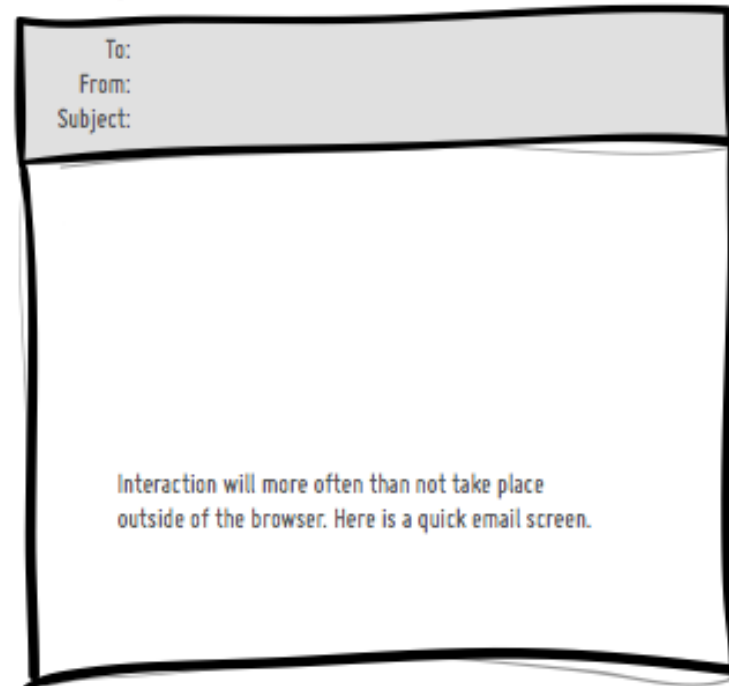 To:
From:
Subject:
Interaction will more often than not take place
outside of the browser. Here is a quick email screen.